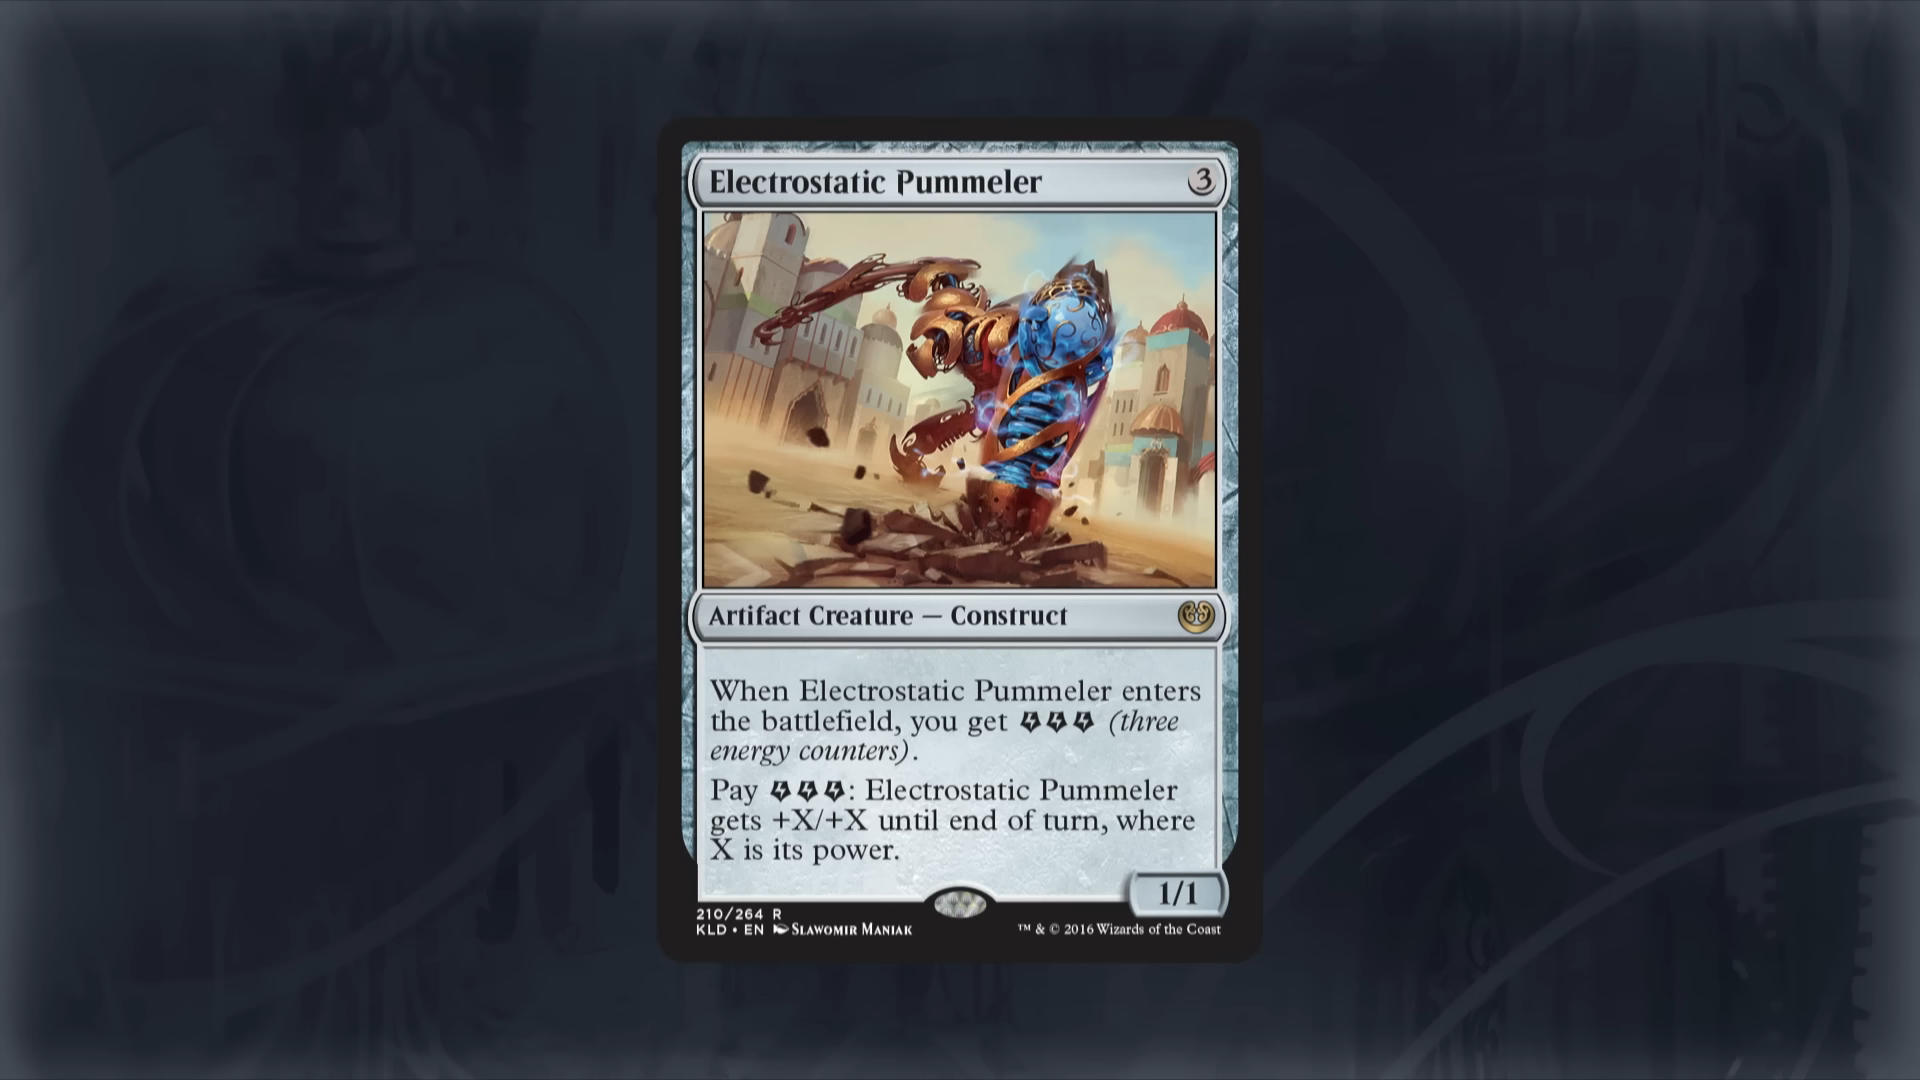 Electrostatic Pummeler 3
Artifact Creature — Construct
When Electrostatic Pummeler enters
the battlefield, you get (three
energy counters).
Pay : Electrostatic Pummeler
gets +X/+X until end of turn, where
X is its power.
1/1
210/264 R
KLD • EN SLAWOMIR MANIAK
™ & © 2016 Wizards of the Coast